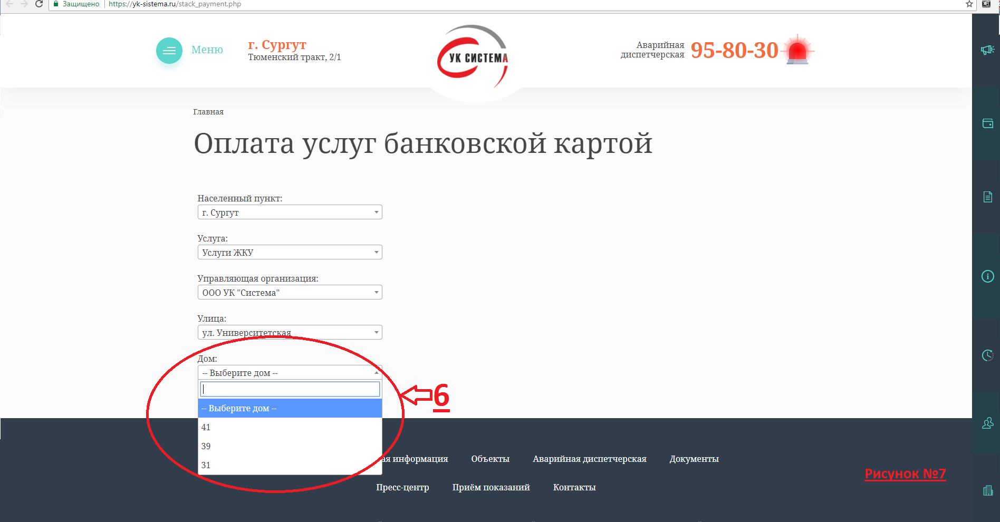 Защищено https://yk-sistema.ru/stack_payment.php
Меню
г. Сургут
Тюменский тракт, 2/1
УК СИСТЕМА
Аварийная
диспетчерская
95-80-30
Главная
Оплата услуг банковской картой
Населенный пункт:
г. Сургут
Услуга:
Услуги ЖКУ
Управляющая организация:
ООО УК "Система"
Улица:
ул. Университетская
Дом:
-- Выберите дом --
-- Выберите дом --
41
39
31
6
ая информация Объекты Аварийная диспетчерская Документы
Пресс-центр Приём показаний Контакты
Рисунок №7